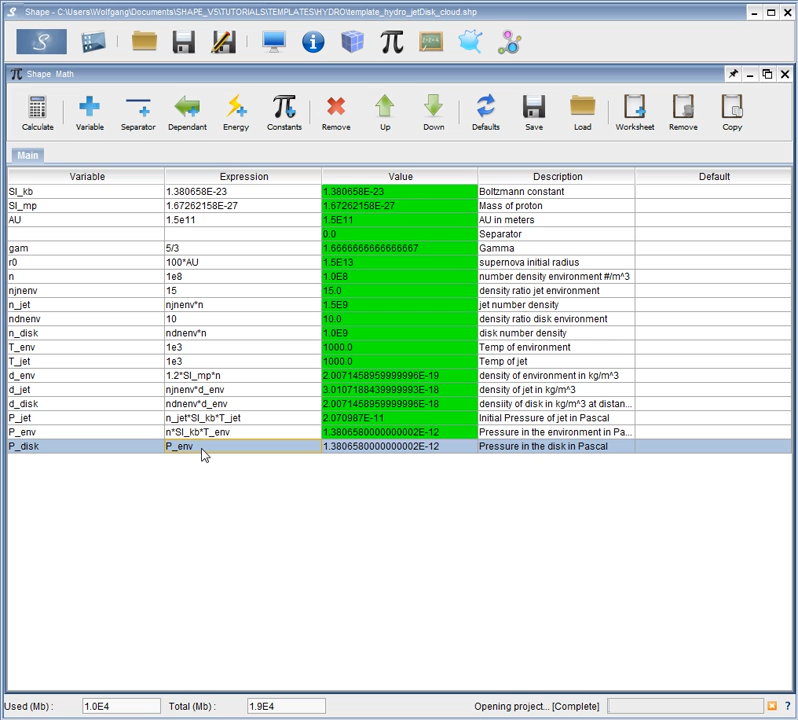 Shape - C:\Users\Wolfgang\Documents\SHAPE_V5\TUTORIALS\TEMPLATES\HYDRO\template_hydro_jetDisk_cloud.shp
Shape Math
Calculate Variable Separator Dependant Energy Constants Remove Up Down Defaults Save Load Worksheet Remove Copy
Main
Variable Expression Value Description Default
SI_kb 1.380658E-23 1.380658E-23 Boltzmann constant
SI_mp 1.67262158E-27 1.67262158E-27 Mass of proton
AU 1.5e11 1.5E11 AU in meters
0.0 Separator
gam 5/3 1.6666666666666667 Gamma
r0 100*AU 1.5E13 supernova initial radius
n 1e8 1.0E8 number density environment #/m^3
njnenv 15 15.0 density ratio jet environment
n_jet njnenv*n 1.5E9 jet number density
ndnenv 10 10.0 density ratio disk environment
n_disk ndnenv*n 1.0E9 disk number density
T_env 1e3 1000.0 Temp of environment
T_jet 1e3 1000.0 Temp of jet
d_env 1.2*SI_mp*n 2.0071458959999996E-19 density of environment in kg/m^3
d_jet njnenv*d_env 3.0107188439999993E-18 density of jet in kg/m^3
d_disk ndnenv*d_env 2.0071458959999996E-18 densiity of disk in kg/m^3 at distan...
P_jet n_jet*SI_kb*T_jet 2.070987E-11 Initial Pressure of jet in Pascal
P_env n*SI_kb*T_env 1.3806580000000002E-12 Pressure in the environment in Pa...
P_disk P_env 1.3806580000000002E-12 Pressure in the disk in Pascal
Used (Mb) : 1.0E4 Total (Mb) : 1.9E4 Opening project... [Complete] ?